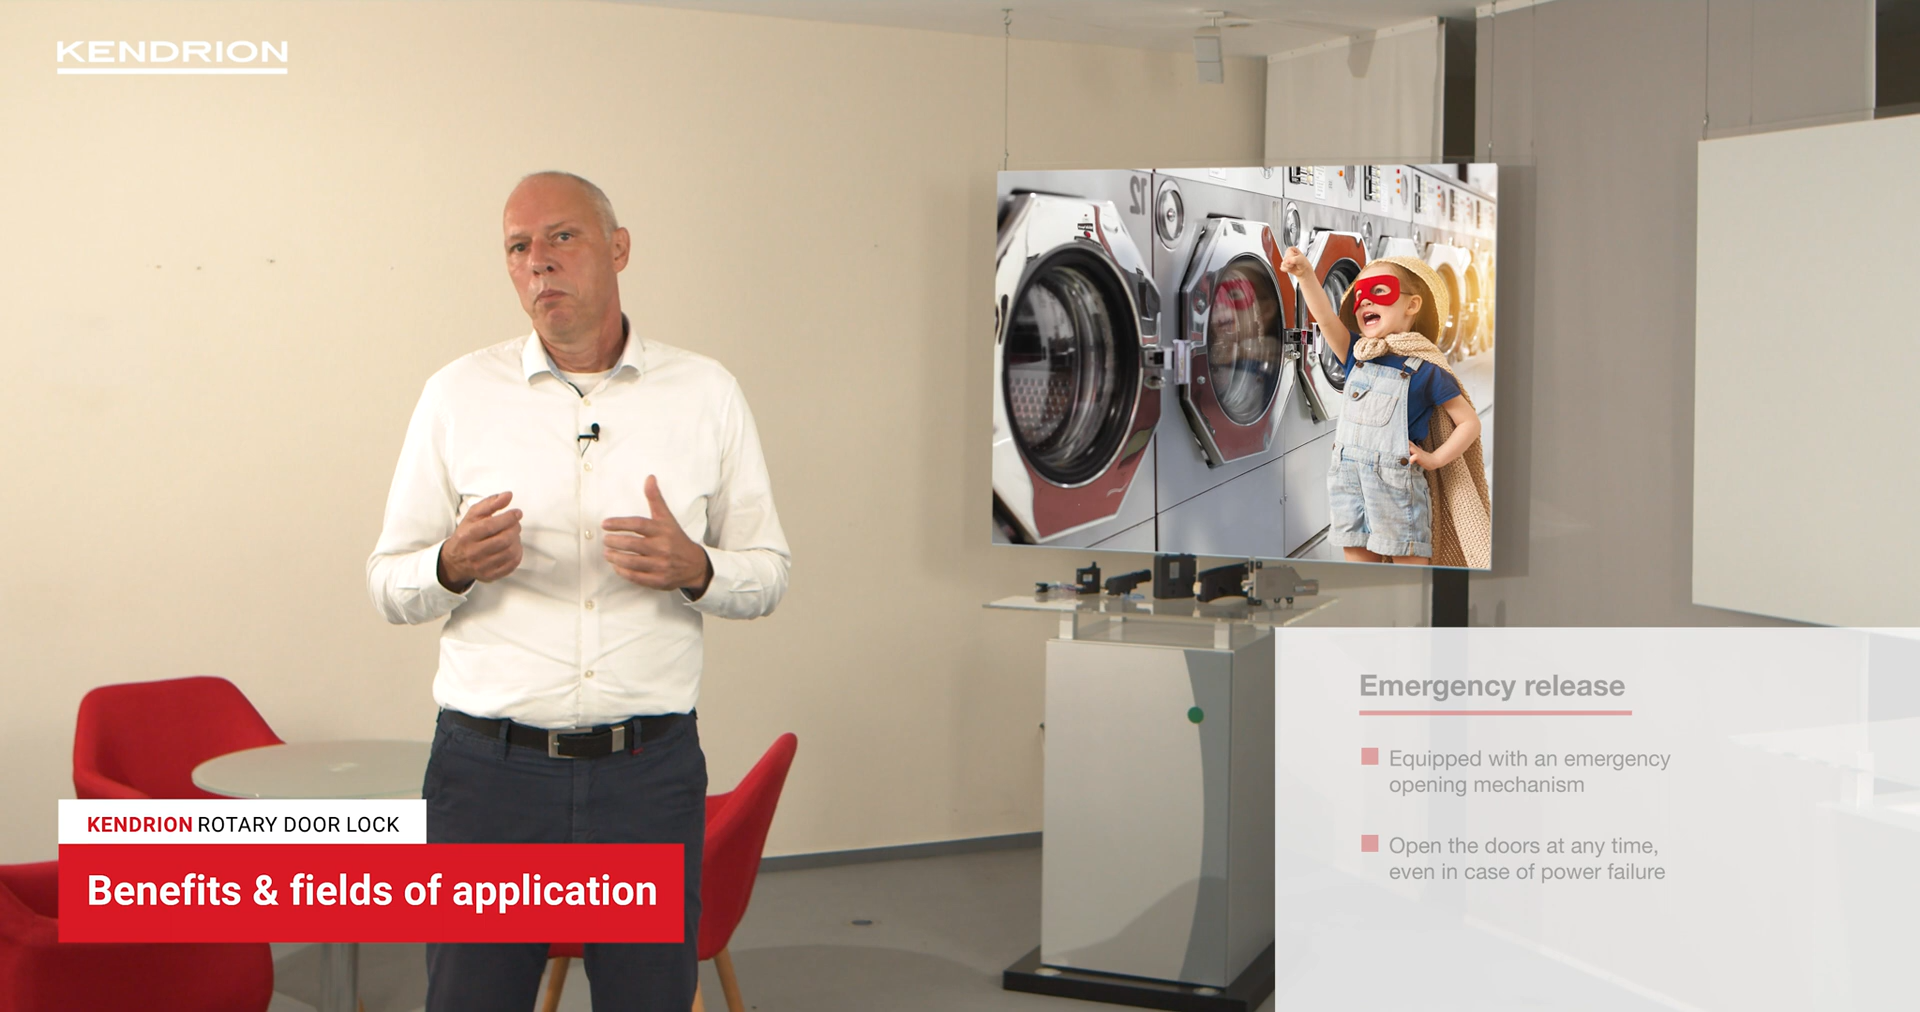 KENDRION
12
Emergency release
Equipped with an emergency
opening mechanism
Open the doors at any time,
even in case of power failure
KENDRION ROTARY DOOR LOCK
Benefits & fields of application